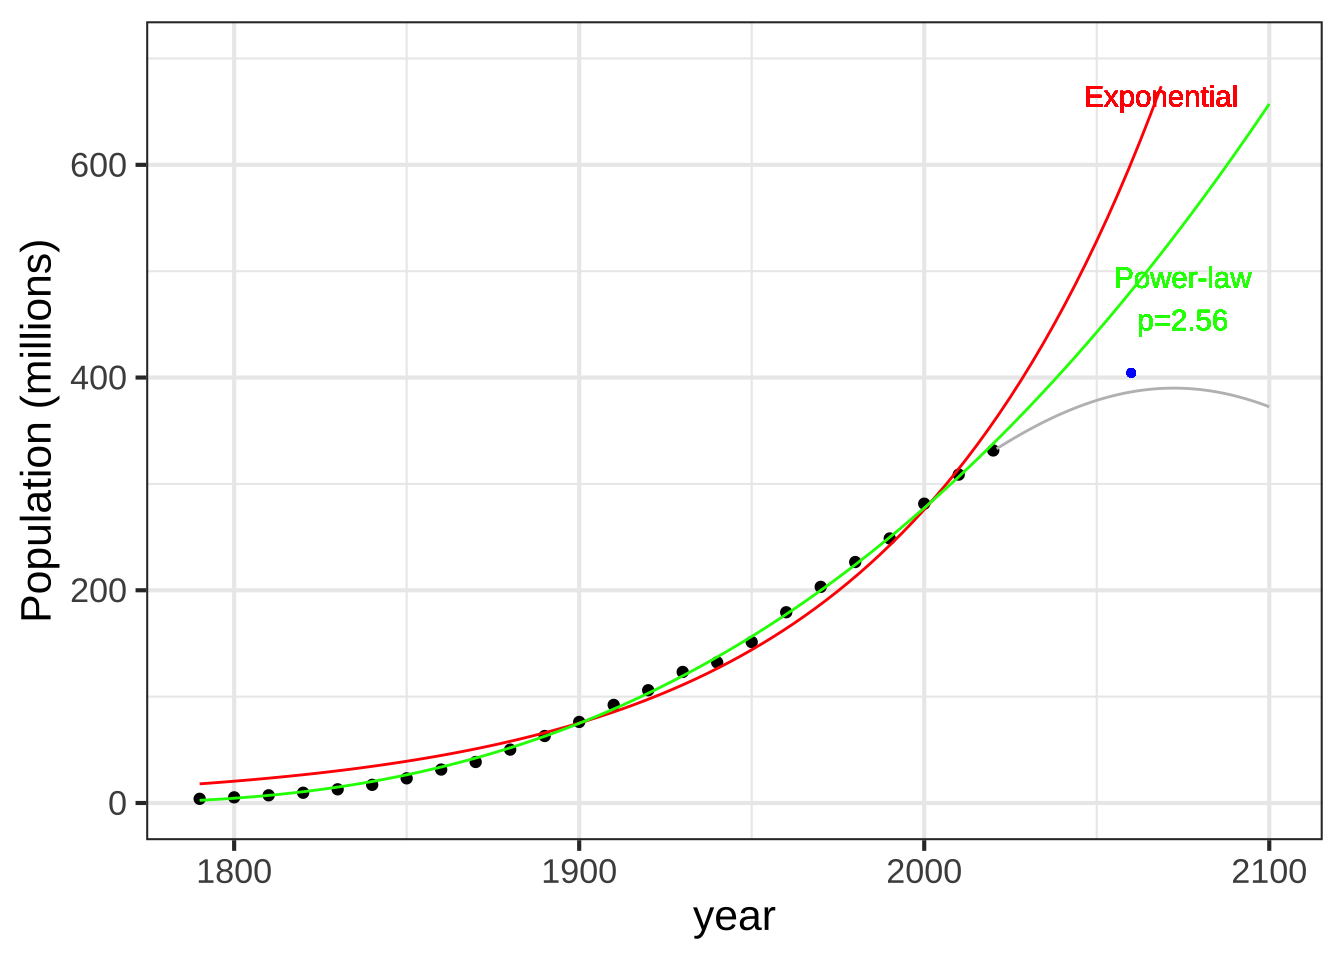 Exponential
600
Power-law
p=2.56
400
200
0
Population (millions)
1800 1900 2000 2100
year